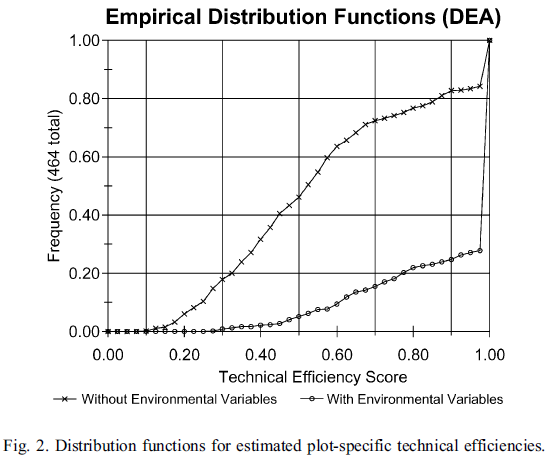 Empirical Distribution Functions (DEA)
1.00
0.80
0.60
0.40
0.20
0.00
Frequency (464 total)
0.00 0.20 0.40 0.60 0.80 1.00
Technical Efficiency Score
Without Environmental Variables With Environmental Variables
Fig. 2. Distribution functions for estimated plot-specific technical efficiencies.